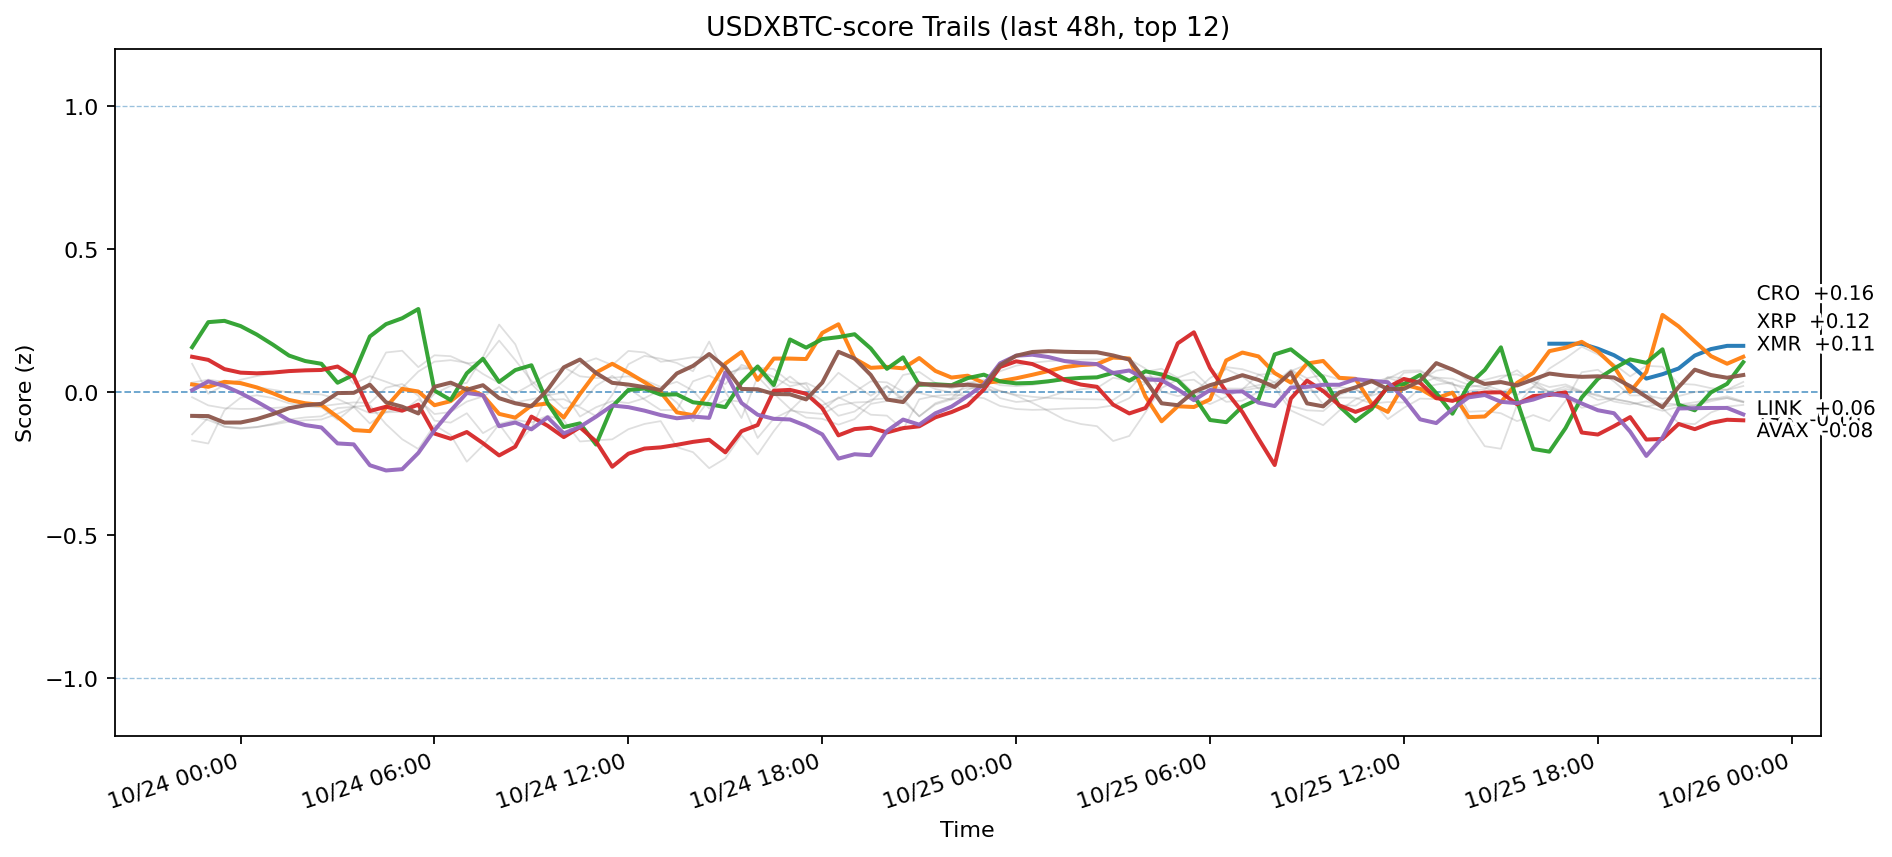 USDXBTC-score Trails (last 48h, top 12)
Score (z)
1.0
0.5
0.0
−0.5
−1.0
CRO +0.16
XRP +0.12
XMR +0.11
LINK +0.06
AVAX -0.08
10/24 00:00
10/24 06:00
10/24 12:00
10/24 18:00
10/25 00:00
10/25 06:00
10/25 12:00
10/25 18:00
10/26 00:00
Time